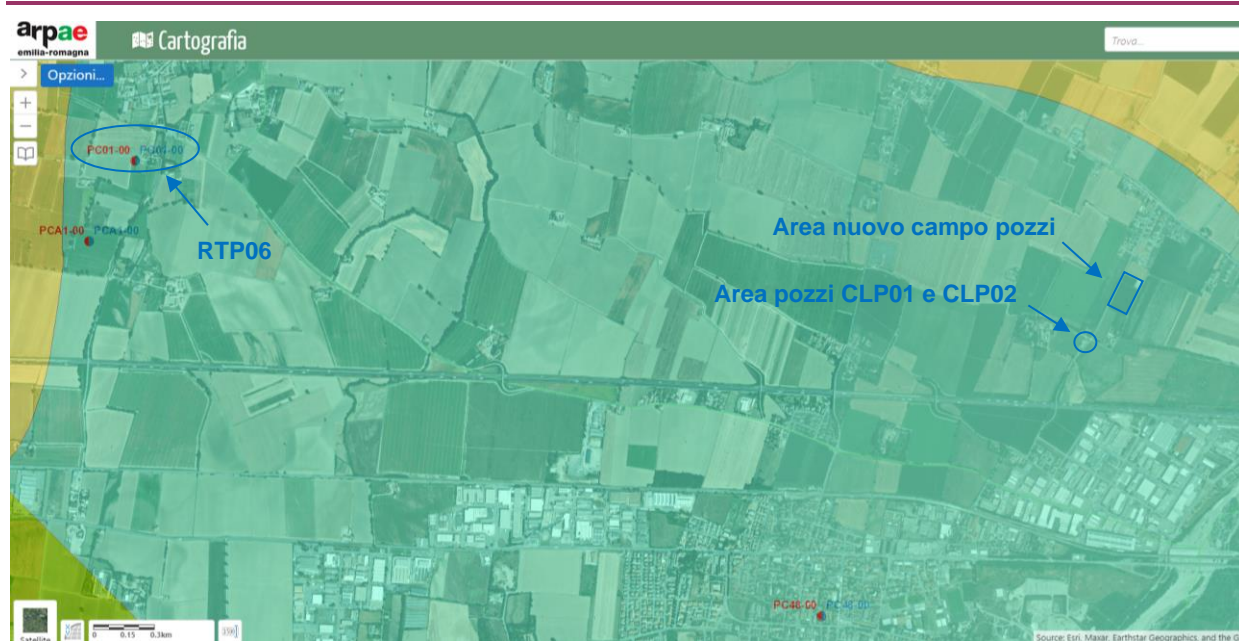 arpae
emilia-romagna
Cartografia
Trova...
Opzioni...
PC01-00 PC01-00
RTP06
PCA1-00 PCA1-00
Area nuovo campo pozzi
Area pozzi CLP01 e CLP02
PC48-00 PC48-00
Satellite
0 0.15 0.3km
Source: Esri, Maxar, Earthstar Geographics, and the G